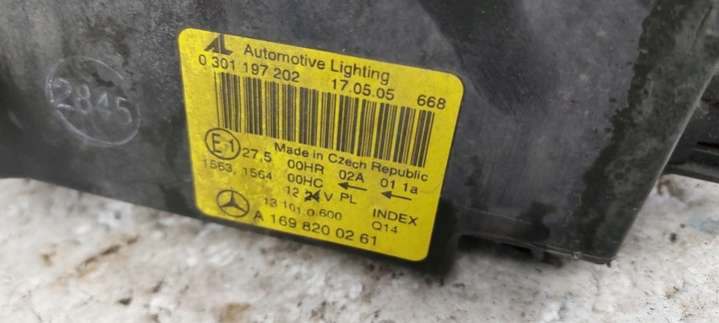 AL Automotive Lighting
0 301 197 202 17.05.05 668
2845
Made in Czech Republic
E1 27,5 00HR 02A 01 1a
1563, 1564 00HC ← ←
12 24 V PL INDEX
13 101.0 600 Q14
A 169 820 02 61